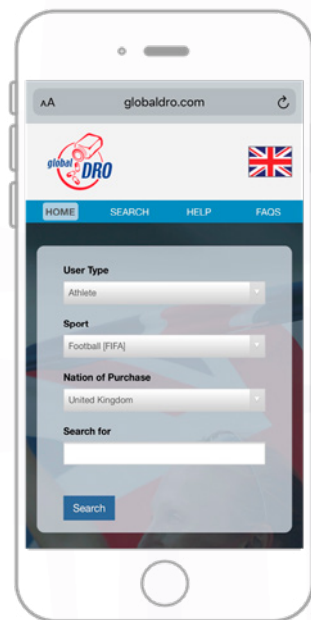 AA globaldro.com
global DRO
HOME SEARCH HELP FAQS
User Type
Athlete
Sport
Football [FIFA]
Nation of Purchase
United Kingdom
Search for
Search